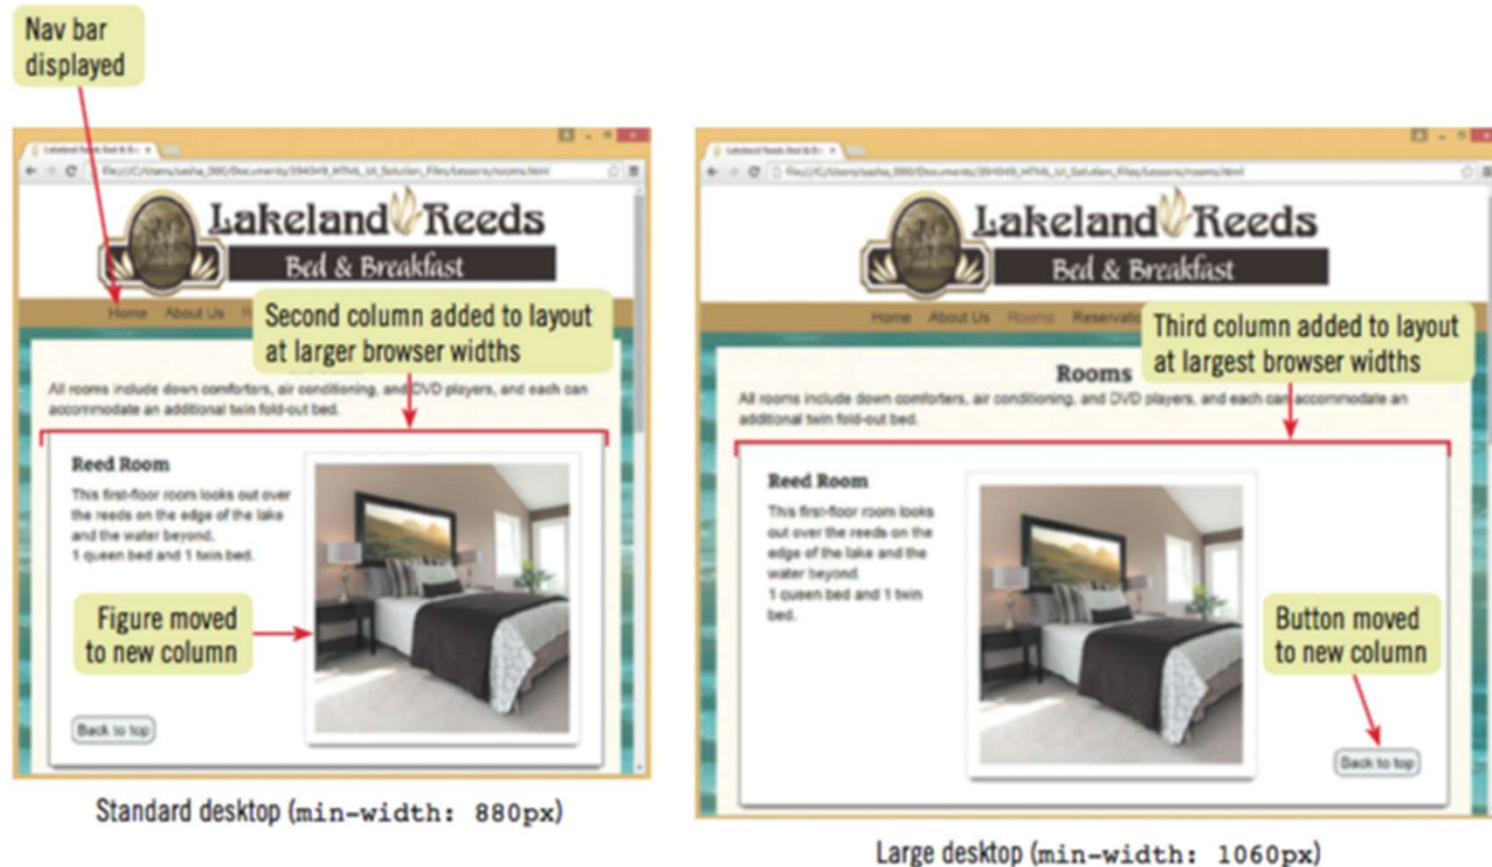 Nav bar
displayed
Lakeland Reeds
Bed & Breakfast
Home About Us
Second column added to layout
at larger browser widths
All rooms include down comforters, air conditioning, and DVD players, and each can
accommodate an additional twin fold-out bed.
Reed Room
This first-floor room looks out over
the reeds on the edge of the lake
and the water beyond.
1 queen bed and 1 twin bed.
Figure moved
to new column
Back to top
Standard desktop (min-width: 880px)
Lakeland Reeds
Bed & Breakfast
Home About Us Rooms
Third column added to layout
at largest browser widths
Rooms
All rooms include down comforters, air conditioning, and DVD players, and each can accommodate an
additional twin fold-out bed.
Reed Room
This first-floor room looks
out over the reeds on the
edge of the lake and the
water beyond.
1 queen bed and 1 twin
bed.
Button moved
to new column
Back to top
Large desktop (min-width: 1060px)